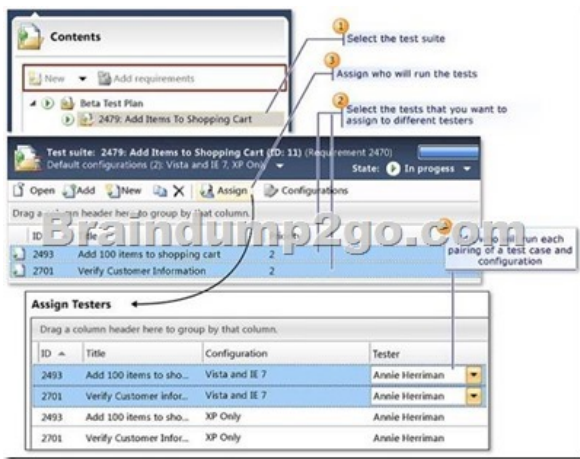 Contents
1
Select the test suite
New
Add requirements
3
Assign who will run the tests
Beta Test Plan
2479: Add Items To Shopping Cart
2
Select the tests that you want to
assign to different testers
Test suite: 2479: Add Items to Shopping Cart (ID: 11) (Requirement 2470)
Default configurations (2): Vista and IE 7, XP Only
State: In progess
Open Add New Assign Configurations
Drag a column header here to group by that column.
ID Title
2493 Add 100 items to shopping cart 2
2701 Verify Customer Information 2
Braindump2go.com
will run each
pairing of a test case and
configuration
Assign Testers
Drag a column header here to group by that column.
ID Title Configuration Tester
2493 Add 100 items to sho... Vista and IE 7 Annie Herriman
2701 Verify Customer infor... Vista and IE 7 Annie Herriman
2493 Add 100 items to sho... XP Only Annie Herriman
2701 Verify Customer Infor... XP Only Annie Herriman